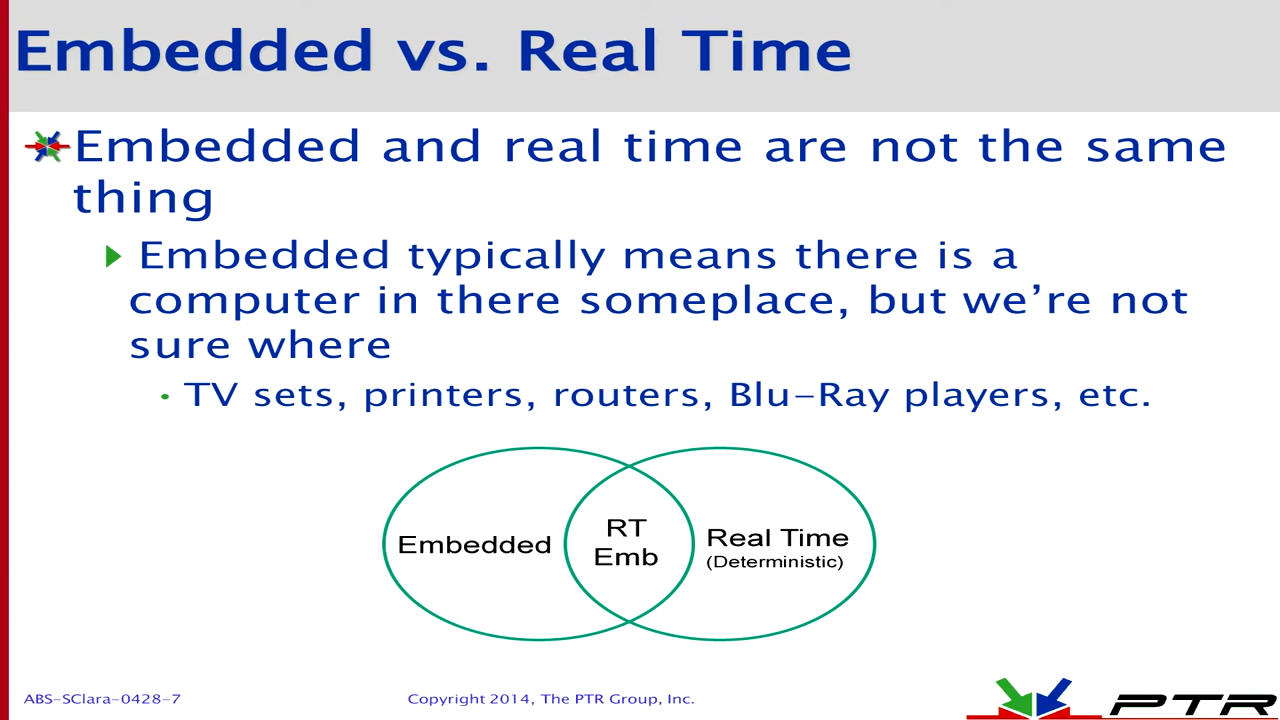 Embedded vs. Real Time
Embedded and real time are not the same
thing
Embedded typically means there is a
computer in there someplace, but we’re not
sure where
• TV sets, printers, routers, Blu-Ray players, etc.
Embedded
RT
Emb
Real Time
(Deterministic)
ABS-SClara-0428-7
Copyright 2014, The PTR Group, Inc.
PTR